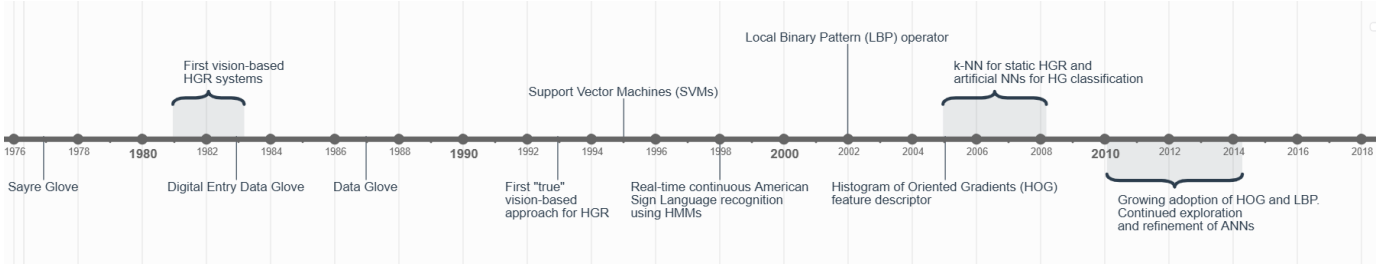 Local Binary Pattern (LBP) operator
First vision-based
HGR systems
k-NN for static HGR and
artificial NNs for HG classification
Support Vector Machines (SVMs)
1976 1978 1980 1982 1984 1986 1988 1990 1992 1994 1996 1998 2000 2002 2004 2006 2008 2010 2012 2014 2016 2018
Sayre Glove
Digital Entry Data Glove
Data Glove
First "true"
vision-based
approach for HGR
Real-time continuous American
Sign Language recognition
using HMMs
Histogram of Oriented Gradients (HOG)
feature descriptor
Growing adoption of HOG and LBP.
Continued exploration
and refinement of ANNs